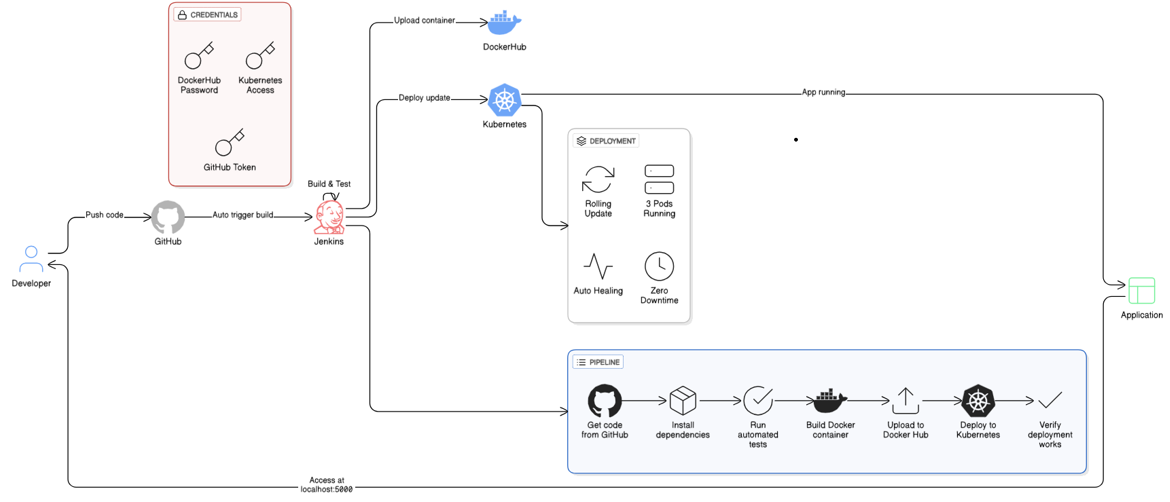 CREDENTIALS
DockerHub
Password
Kubernetes
Access
GitHub Token
Upload container
DockerHub
Deploy update
Kubernetes
App running
DEPLOYMENT
Rolling
Update
3 Pods
Running
Auto Healing
Zero
Downtime
Build & Test
Jenkins
Push code
GitHub
Auto trigger build
Developer
Application
PIPELINE
Get code
from GitHub
Install
dependencies
Run
automated
tests
Build Docker
container
Upload to
Docker Hub
Deploy to
Kubernetes
Verify
deployment
works
Access at
localhost:5000